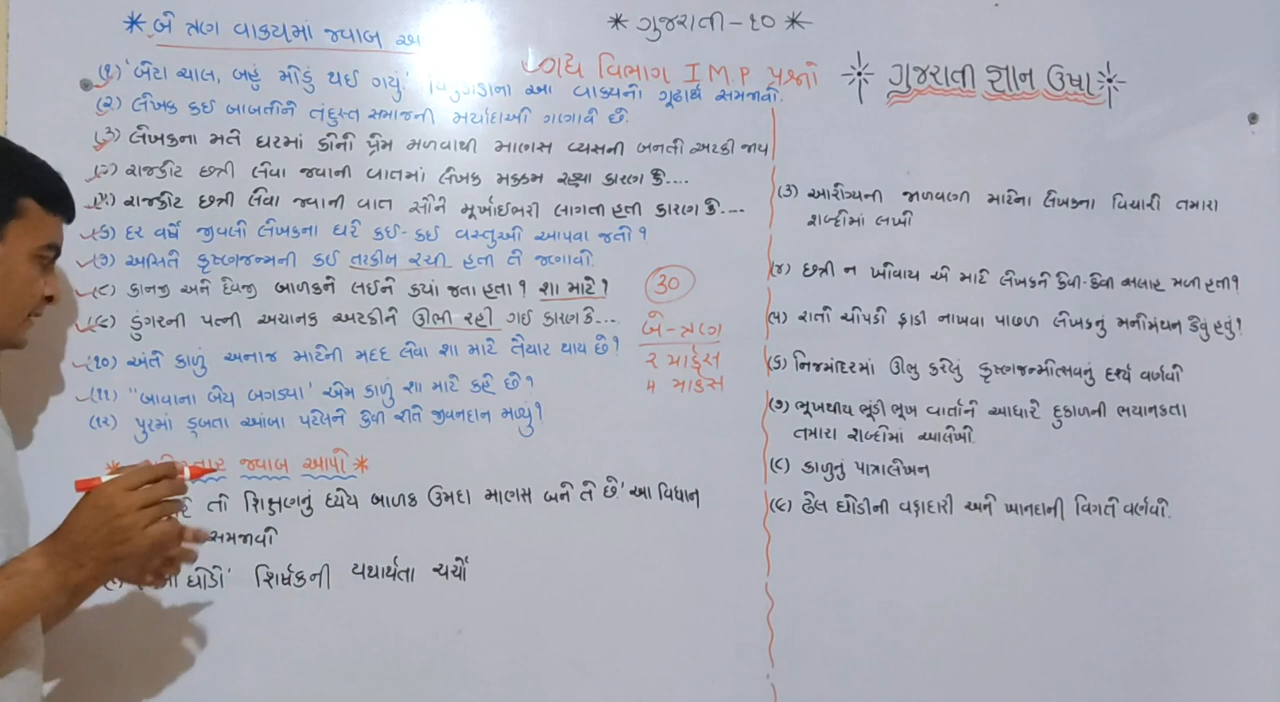 * બે ત્રણ વાક્યમાં જવાબ અ
* ગુજરાતી-૧૦ *
ગદ્ય વિભાગ I.M.P પ્રશ્નો
ગુજરાતી જ્ઞાન ઉષા
(૧) 'બેટા ચાલ, બહું મોડું થઈ ગયું.' આ વાક્યનો ગૂઢાર્થ સમજાવો.
(૨) લેખક કઈ બાબતોને તંદુસ્ત સમાજની મર્યાદાઓ ગણાવે છે.
(૩) લેખકના મતે ઘરમાં કોનો પ્રેમ મળવાથી માણસ વ્યસની બનતો અટકી જાય
(૪) રાજકોટ છત્રી લેવા જવાની વાતમાં લેખક મક્કમ રહ્યા કારણ કે....
(૫) રાજકોટ છત્રી લેવા જવાની વાત સૌને મૂર્ખાઈભરી લાગતી હતી કારણ કે....
(૬) દર વર્ષે જીવલો લેખકના ઘરે કઈ-કઈ વસ્તુઓ આપવા જતો?
(૭) અસિતે કૃષ્ણજન્મની કઈ તરકીબ રચી હતી તે જણાવો.
(૮) કાનજી અને દેવજી બાળકને લઈને ક્યાં જતા હતા? શા માટે?
(૯) ડુંગરની પત્ની અચાનક અટકીને ઊભી રહી ગઈ કારણ કે...
(૧૦) અંતે કાળું અનાજ માટેની મદદ લેવા શા માટે તૈયાર થાય છે?
(૧૧) "બાવાના બેય બગડ્યા' એમ કાળું શા માટે કહે છે?
(૧૨) પુરમાં ડૂબતા આંબા પટેલને કેવી રીતે જીવનદાન મળ્યું?
30
બે-ત્રણ
૨ માર્ક્સ
૫ માર્ક્સ
જવાબ આપો *
તો શિક્ષણનું ધ્યેય બાળક ઉમદા માણસ બને તે છે.' આ વિધાન
સમજાવો
ઘોડો' શિર્ષકની યથાર્થતા ચર્ચો
(૩) આરોગ્યની જાળવણી માટેના લેખકના વિચારો તમારા
શબ્દોમાં લખો
(૪) છત્રી ન ખોવાય એ માટે લેખકને કેવી-કેવી સલાહ મળી હતી?
(૫) રાતો ચોપડો ફાડી નાખવા પાછળ લેખકનું મનોમંથન કેવું હતું?
(૬) નિજમંદિરમાં ઊભુ કરેલું કૃષ્ણજન્મોત્સવનું દૃશ્ય વર્ણવો
(૭) ભૂખથીય ભૂંડી ભૂખ વાર્તાને આધારે દુકાળની ભયાનકતા
તમારા શબ્દોમાં આલેખો.
(૮) કાળુનું પાત્રાલેખન
(૯) ઢેલ ઘોડીની વફાદારી અને ખાનદાની વિગતે વર્ણવો.